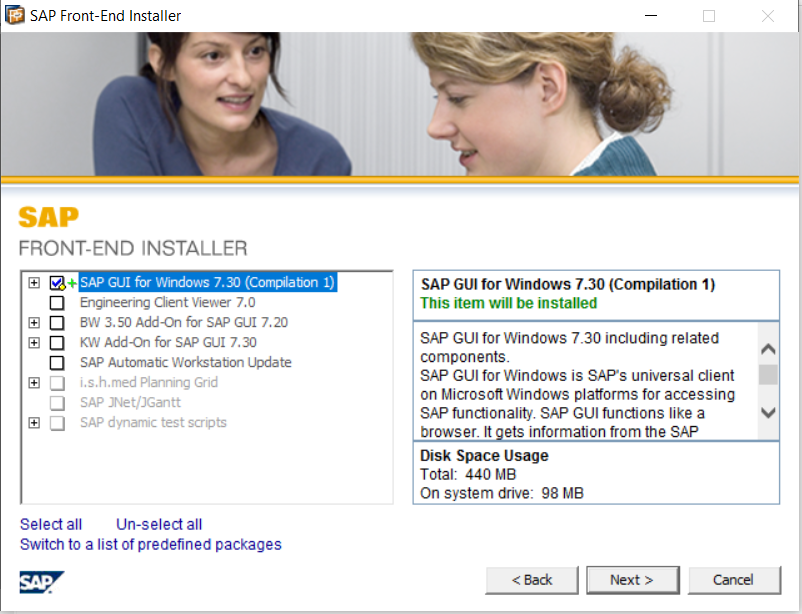 SAP Front-End Installer
SAP
FRONT-END INSTALLER
SAP GUI for Windows 7.30 (Compilation 1)
Engineering Client Viewer 7.0
BW 3.50 Add-On for SAP GUI 7.20
KW Add-On for SAP GUI 7.30
SAP Automatic Workstation Update
i.s.h.med Planning Grid
SAP JNet/JGantt
SAP dynamic test scripts
SAP GUI for Windows 7.30 (Compilation 1)
This item will be installed
SAP GUI for Windows 7.30 including related
components.
SAP GUI for Windows is SAP's universal client
on Microsoft Windows platforms for accessing
SAP functionality. SAP GUI functions like a
browser. It gets information from the SAP
Disk Space Usage
Total: 440 MB
On system drive: 98 MB
Select all Un-select all
Switch to a list of predefined packages
SAP
< Back Next > Cancel